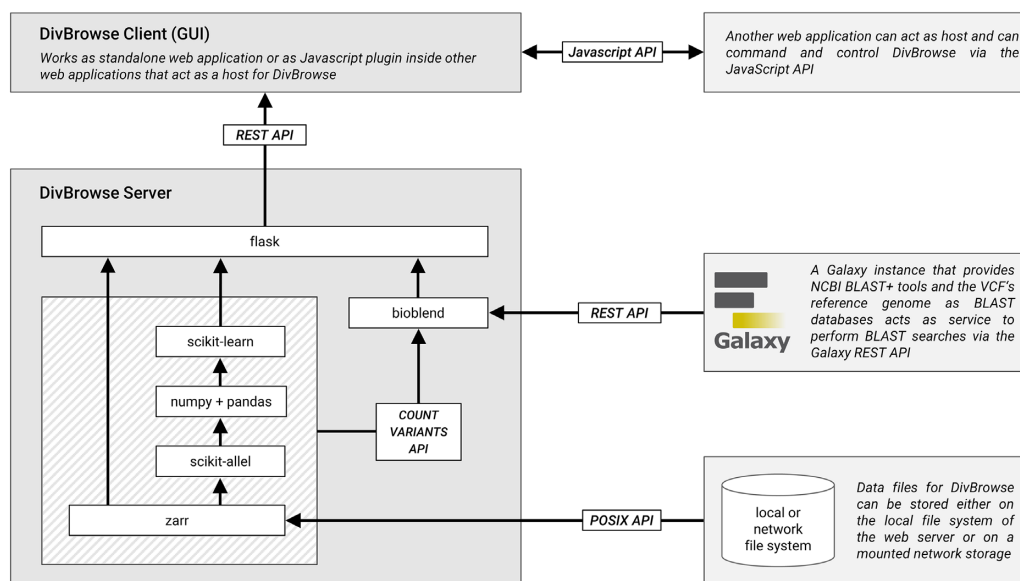 DivBrowse Client (GUI)
Works as standalone web application or as Javascript plugin inside other
web applications that act as a host for DivBrowse
Javascript API
Another web application can act as host and can
command and control DivBrowse via the
JavaScript API
REST API
DivBrowse Server
flask
bioblend
REST API
Galaxy
A Galaxy instance that provides
NCBI BLAST+ tools and the VCF's
reference genome as BLAST
databases acts as service to
perform BLAST searches via the
Galaxy REST API
scikit-learn
numpy + pandas
scikit-allel
zarr
COUNT
VARIANTS
API
POSIX API
local or
network
file system
Data files for DivBrowse
can be stored either on
the local file system of
the web server or on a
mounted network storage